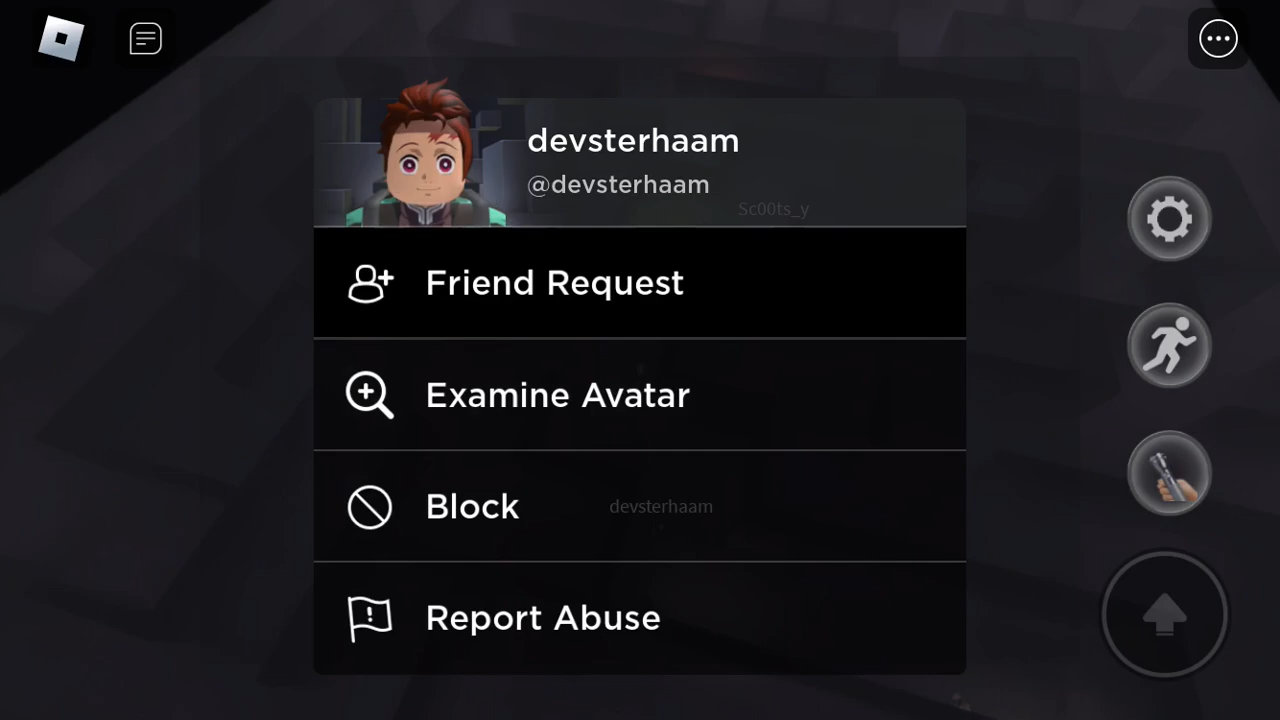 devsterhaam
@devsterhaam
Sc00ts_y
Friend Request
Examine Avatar
Block
devsterhaam
Report Abuse